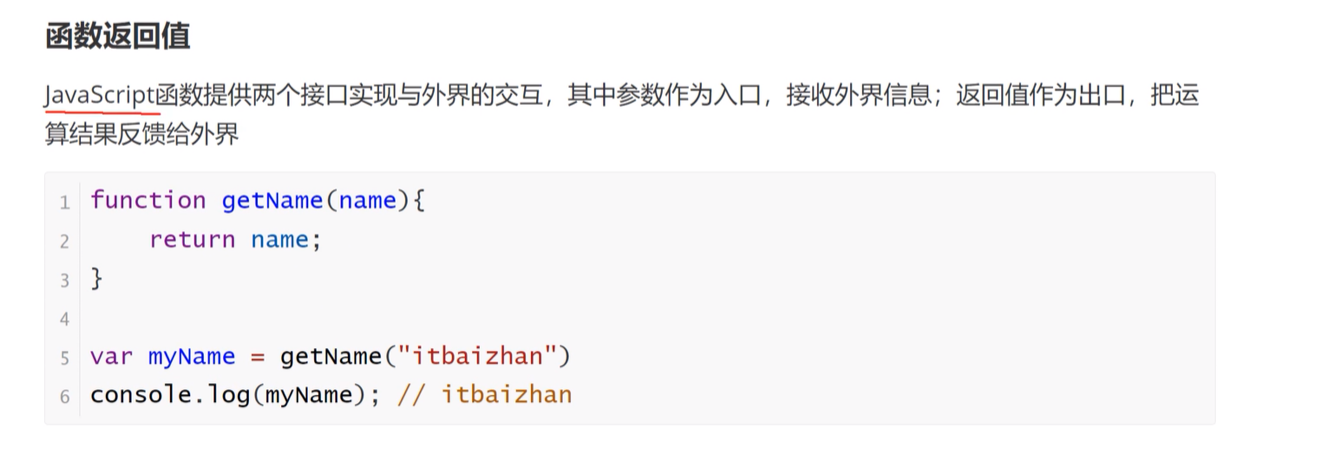 函数返回值
JavaScript函数提供两个接口实现与外界的交互，其中参数作为入口，接收外界信息；返回值作为出口，把运
算结果反馈给外界
1 function getName(name){
2     return name;
3 }
4
5 var myName = getName("itbaizhan")
6 console.log(myName); // itbaizhan